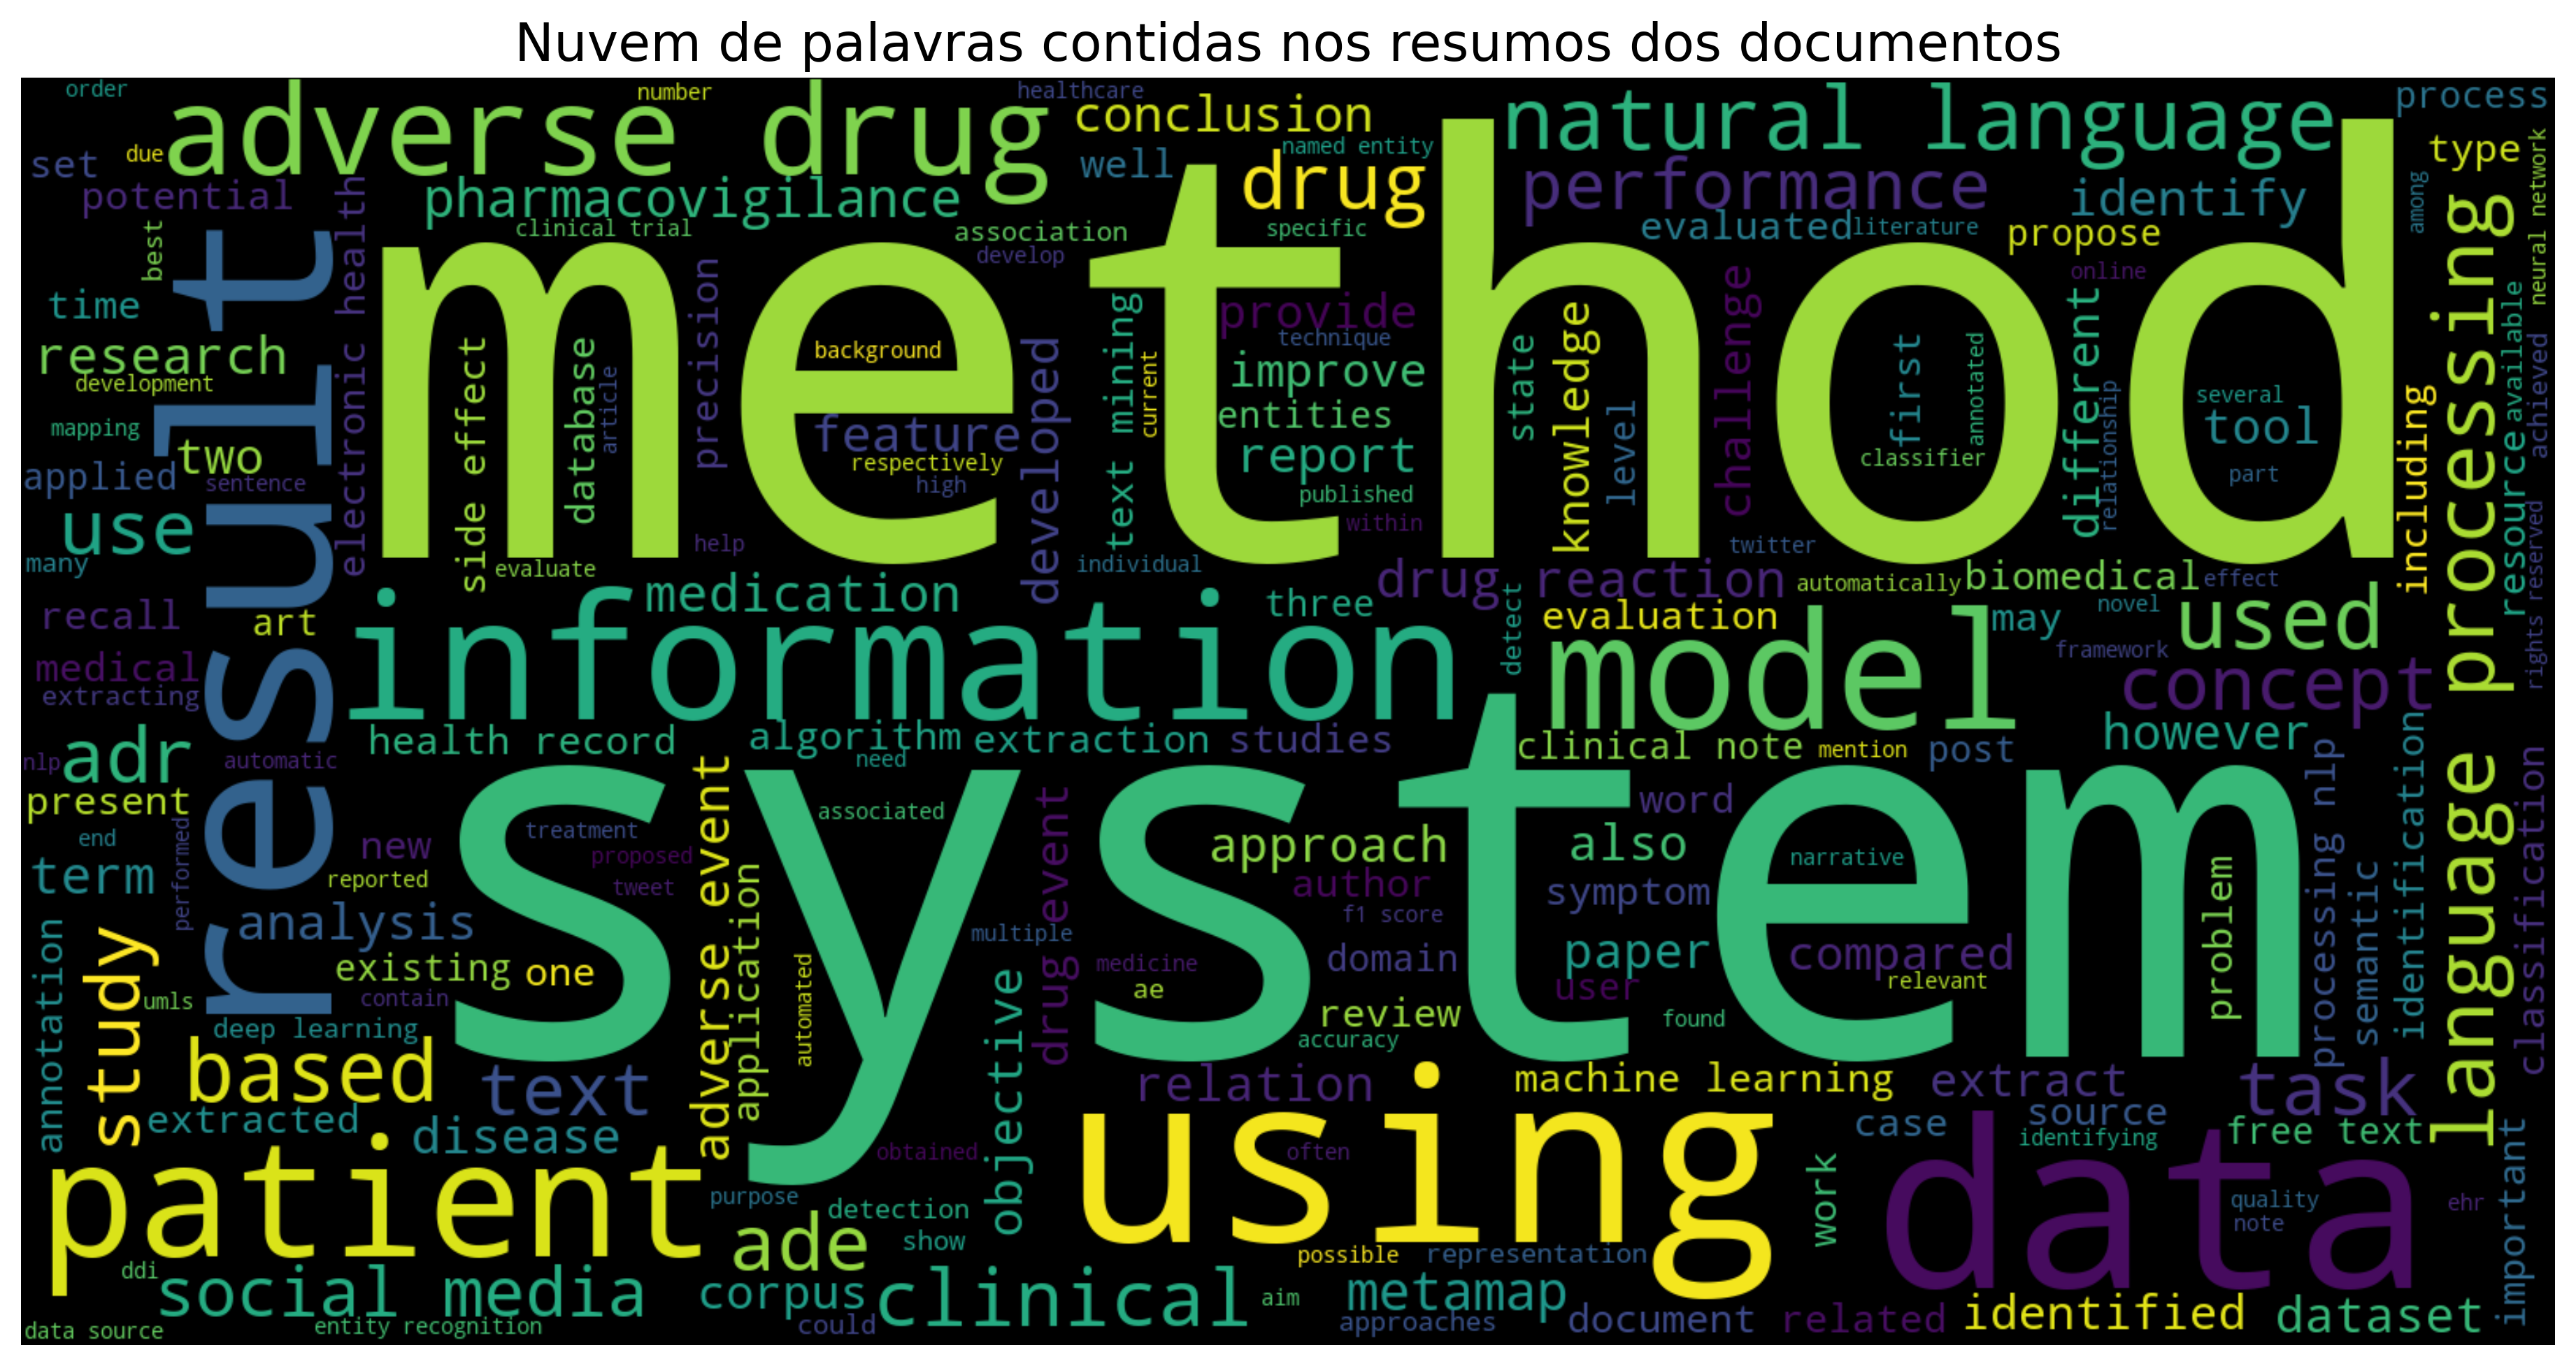 Nuvem de palavras contidas nos resumos dos documentos
order
number
healthcare
adverse drug
conclusion
natural language
process
set
due
well
named entity
drug
performance
type
potential
pharmacovigilance
identify
neural network
electronic health
clinical trial
association
specific
evaluated
literature
propose
among
best
develop
online
result
method
time
precision
provide
challenge
different
processing
text mining
technique
research
side effect
database
background
developed
current
improve
state
knowledge
first
annotated
available
achieved
development
article
entities
level
relationship
several
including
mapping
feature
report
classifier
tool
resource
two
respectively
applied
sentence
high
published
part
use
within
help
twitter
many
evaluate
individual
drug reaction
automatically
biomedical
effect
rights reserved
medication
three
detect
recall
art
information
evaluation
model
may
novel
used
medical
framework
extracting
concept
adr
health record
algorithm
extraction
studies
clinical note
mention
post
however
nlp
automatic
need
system
present
adverse event
associated
drug event
word
processing nlp
identification
classification
language
end
performed
new
treatment
proposed
approach
also
narrative
term
reported
tweet
application
author
symptom
problem
semantic
analysis
multiple
f1 score
annotation
study
existing
one
automated
medicine
domain
paper
compared
umls
contain
ae
user
relevant
deep learning
objective
review
found
accuracy
based
text
relation
using
machine learning
extract
task
extracted
disease
case
source
identifying
free text
important
patient
obtained
often
work
data
purpose
detection
quality
ehr
note
ade
show
possible
representation
ddi
social media
corpus
clinical
aim
metamap
data source
entity recognition
could
approaches
document
related
identified
dataset